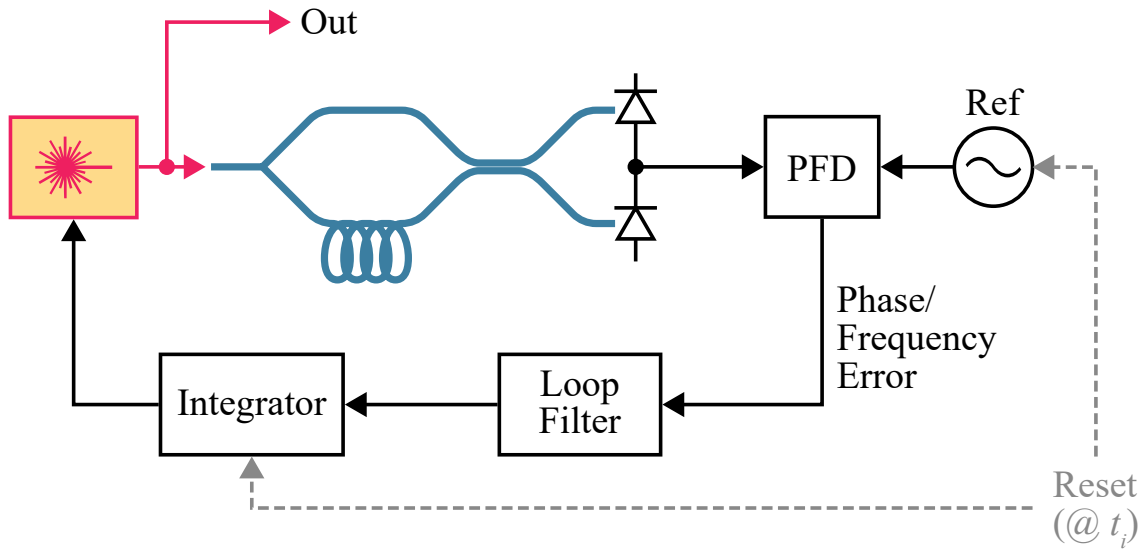 Out
Ref
PFD
Phase/
Frequency
Error
Integrator
Loop
Filter
Reset
(@ tᵢ)